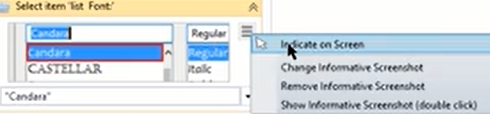 Select item 'list Font:'
Candara
Regular
Candara
Regular
CASTELLAR
Italic
"Candara"
Indicate on Screen
Change Informative Screenshot
Remove Informative Screenshot
Show Informative Screenshot (double click)